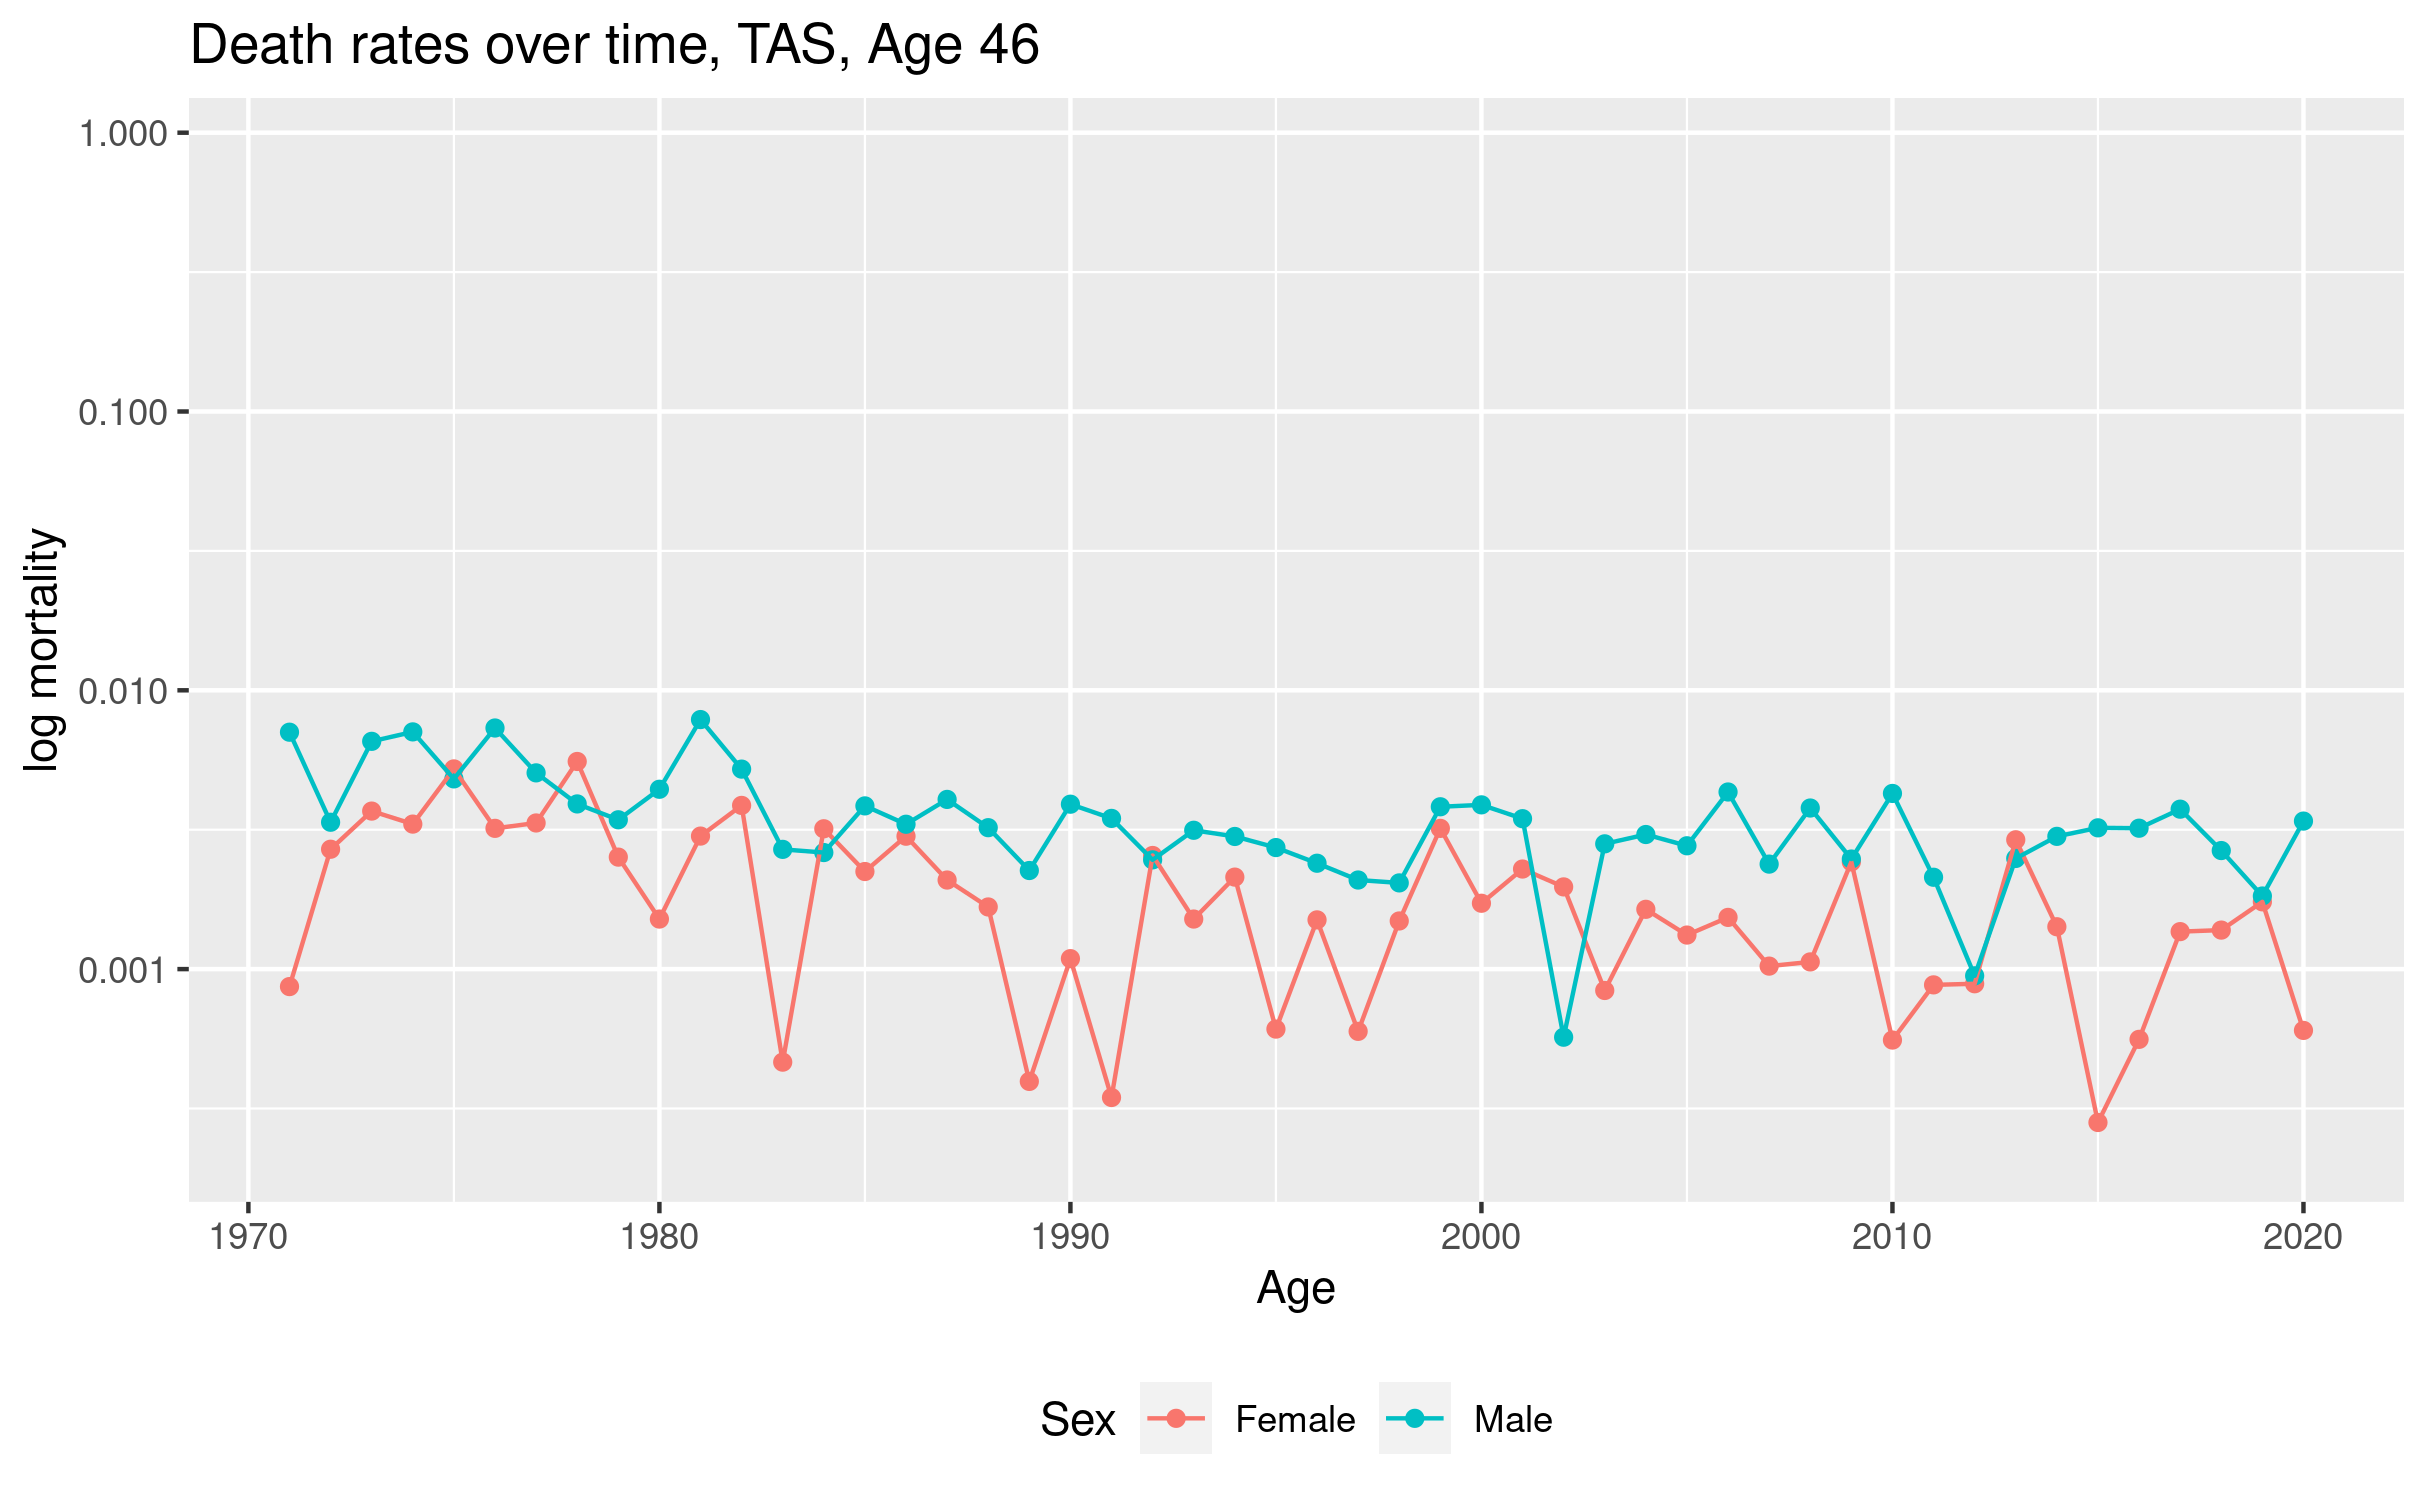 Death rates over time, TAS, Age 46
log mortality
1.000
0.100
0.010
0.001
1970 1980 1990 2000 2010 2020
Age
Sex Female Male